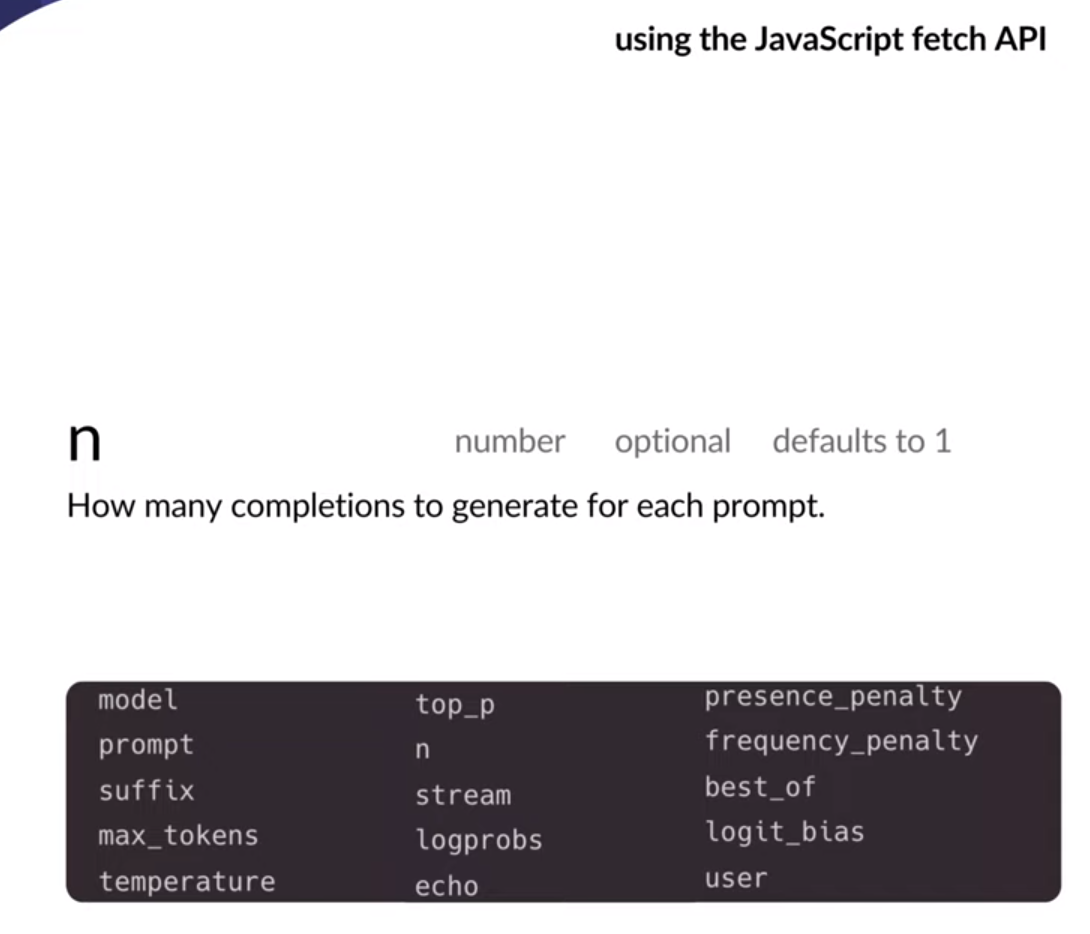 using the JavaScript fetch API
n number optional defaults to 1
How many completions to generate for each prompt.
model top_p presence_penalty
prompt n frequency_penalty
suffix stream best_of
max_tokens logprobs logit_bias
temperature echo user